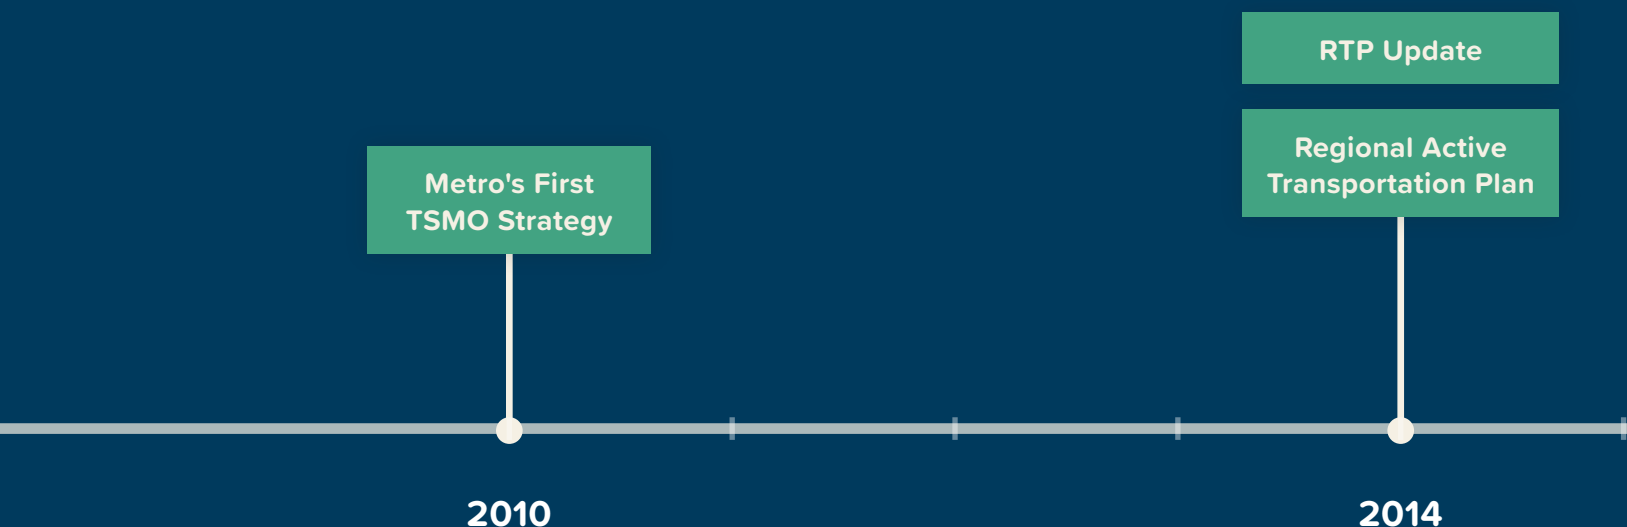 RTP Update
Regional Active
Transportation Plan
Metro's First
TSMO Strategy
2010
2014